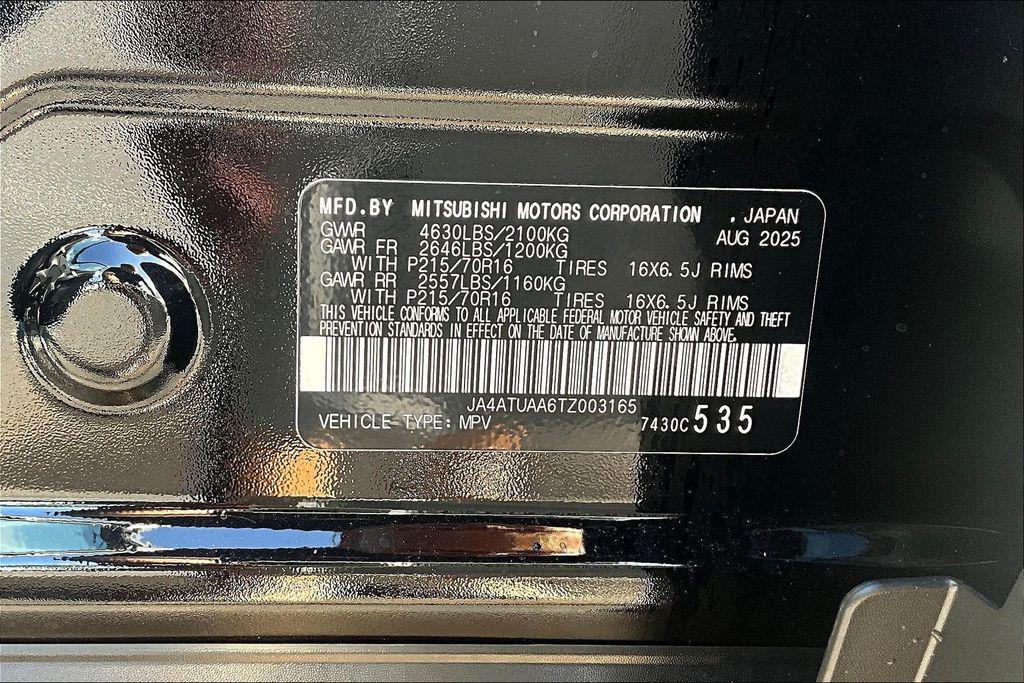 MFD.BY MITSUBISHI MOTORS CORPORATION . JAPAN
GVWR 4630LBS/2100KG AUG 2025
GAWR FR 2646LBS/1200KG
WITH P215/70R16 TIRES 16X6.5J RIMS
GAWR RR 2557LBS/1160KG
WITH P215/70R16 TIRES 16X6.5J RIMS
THIS VEHICLE CONFORMS TO ALL APPLICABLE FEDERAL MOTOR VEHICLE SAFETY AND THEFT
PREVENTION STANDARDS IN EFFECT ON THE DATE OF MANUFACTURE SHOWN ABOVE.
JA4ATUAA6TZ003165
VEHICLE TYPE: MPV 7430C 535